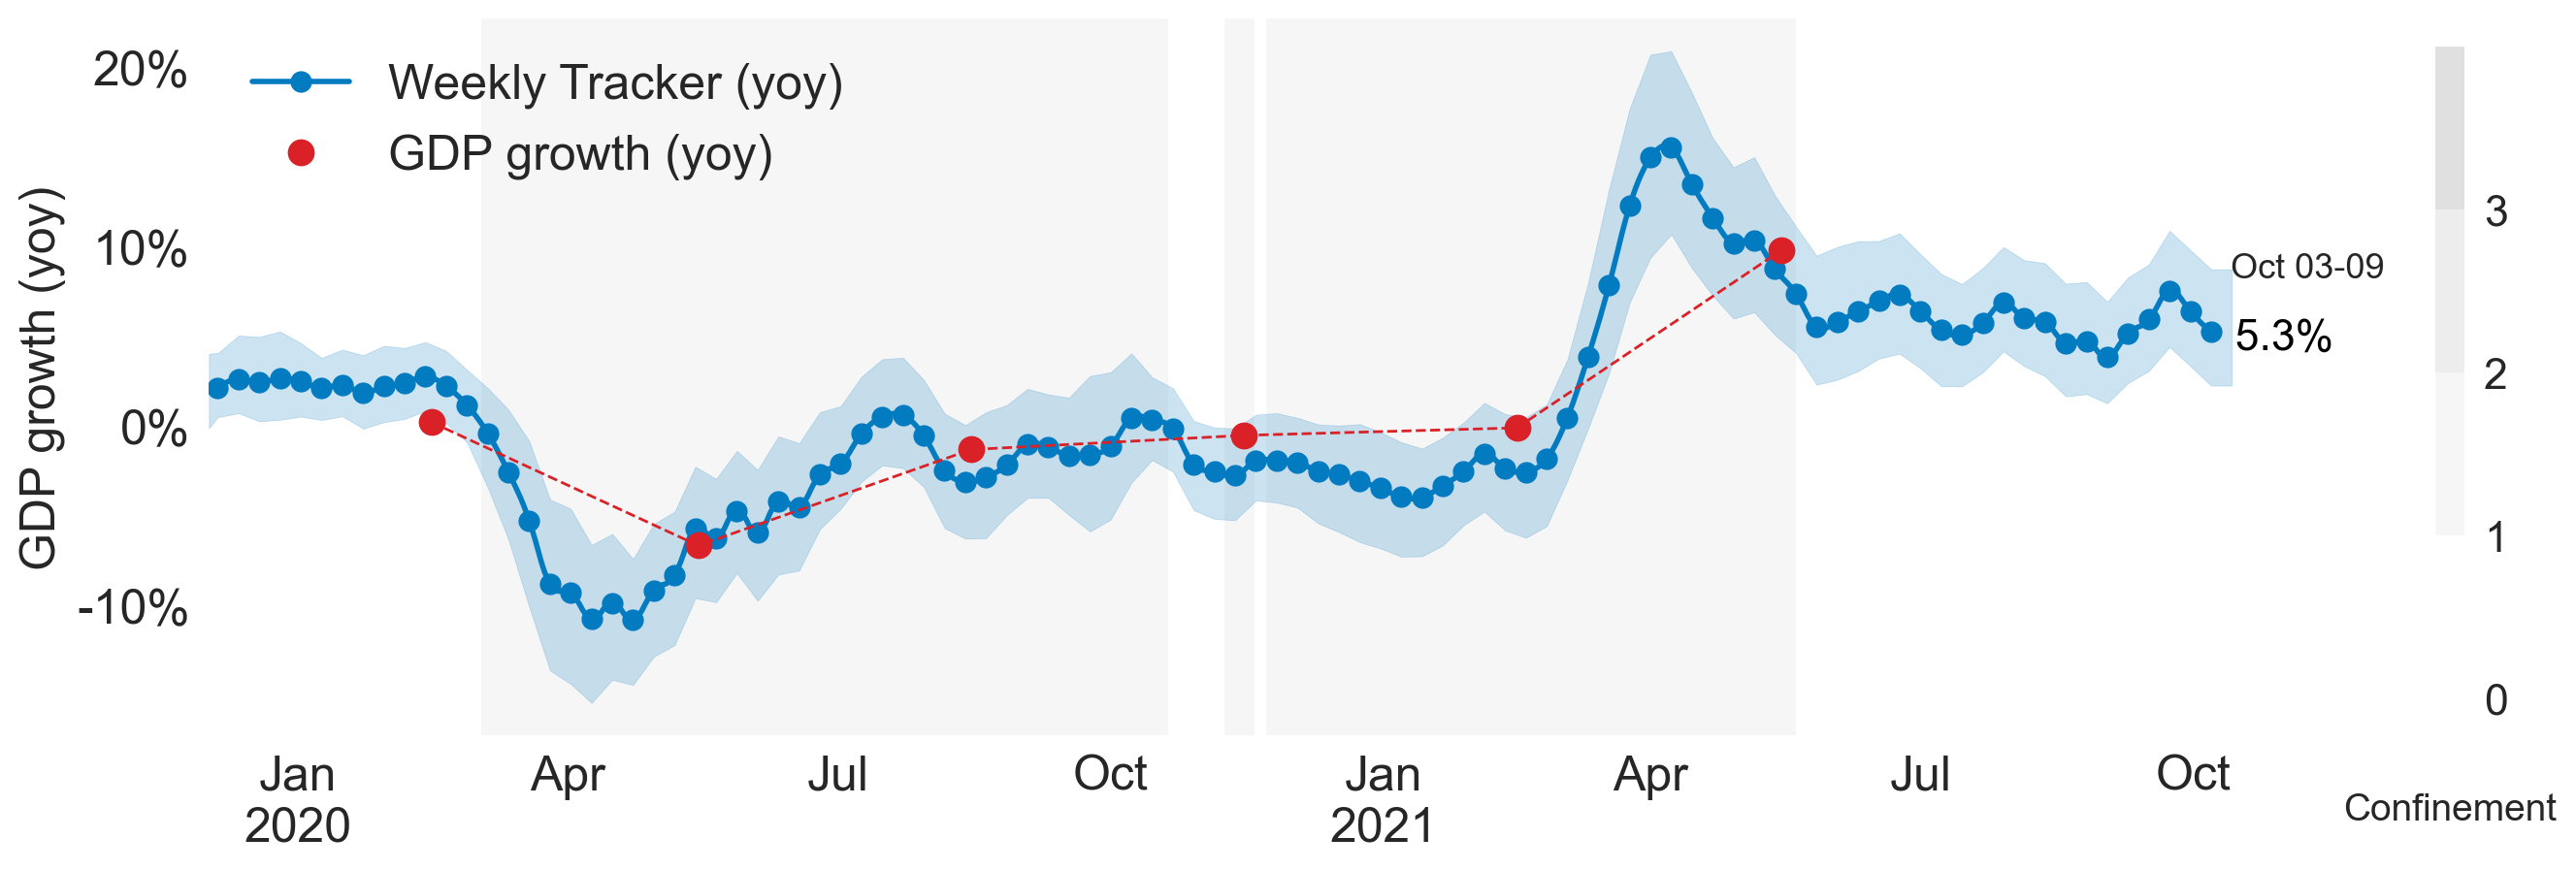 Weekly Tracker (yoy)
GDP growth (yoy)
GDP growth (yoy)
20%
10%
0%
-10%
Jan
2020
Apr
Jul
Oct
Jan
2021
Apr
Jul
Oct
Oct 03-09
5.3%
3
2
1
0
Confinement